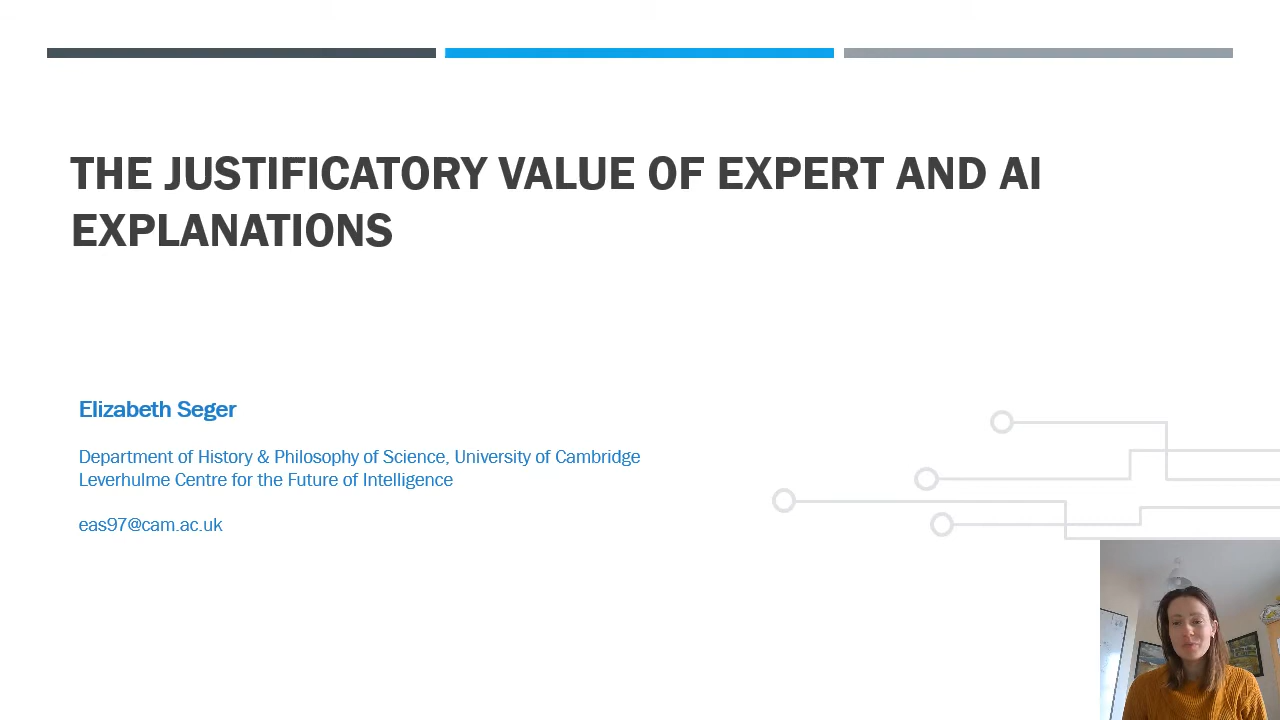 THE JUSTIFICATORY VALUE OF EXPERT AND AI
EXPLANATIONS
Elizabeth Seger
Department of History & Philosophy of Science, University of Cambridge
Leverhulme Centre for the Future of Intelligence
eas97@cam.ac.uk